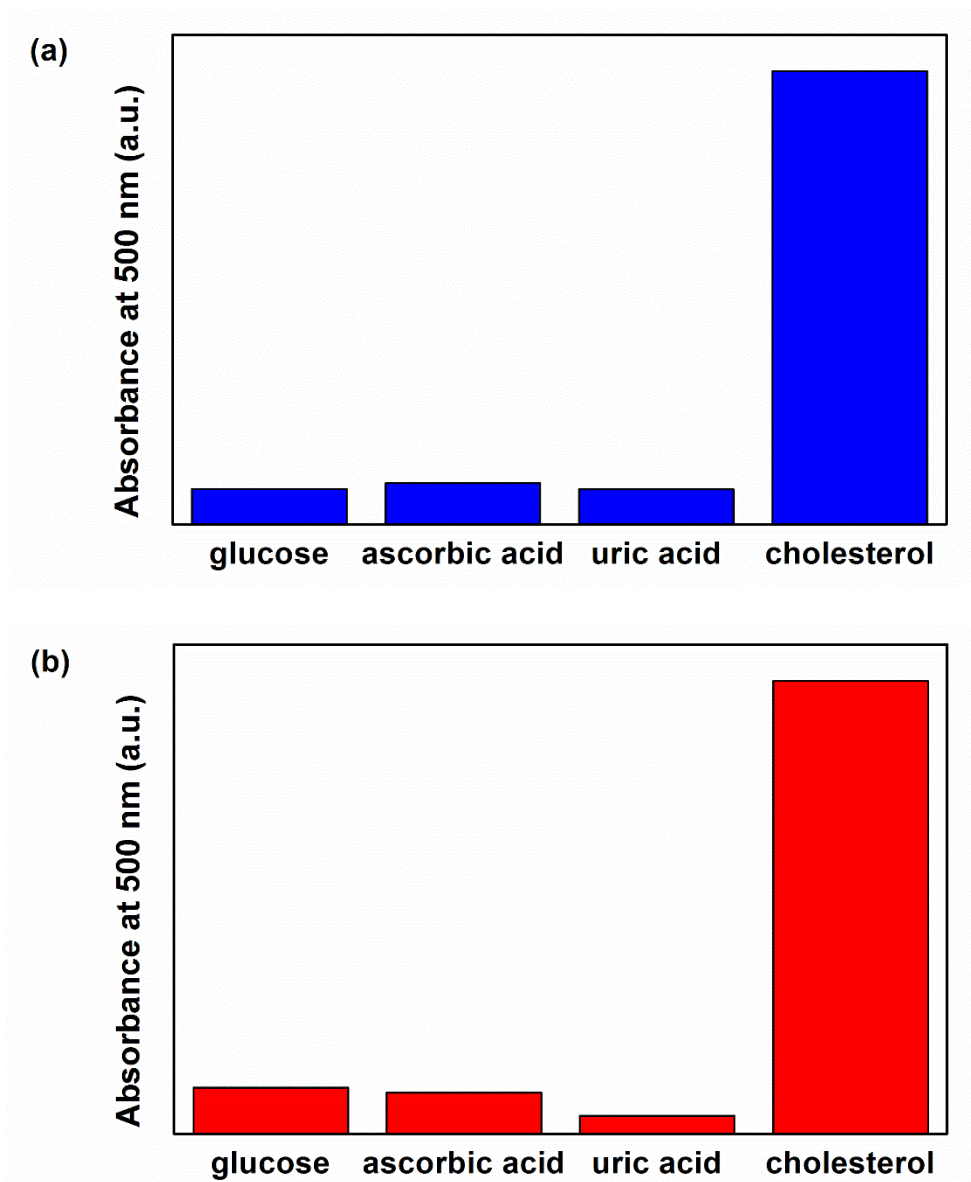 (a)
Absorbance at 500 nm (a.u.)
glucose ascorbic acid uric acid cholesterol
(b)
Absorbance at 500 nm (a.u.)
glucose ascorbic acid uric acid cholesterol